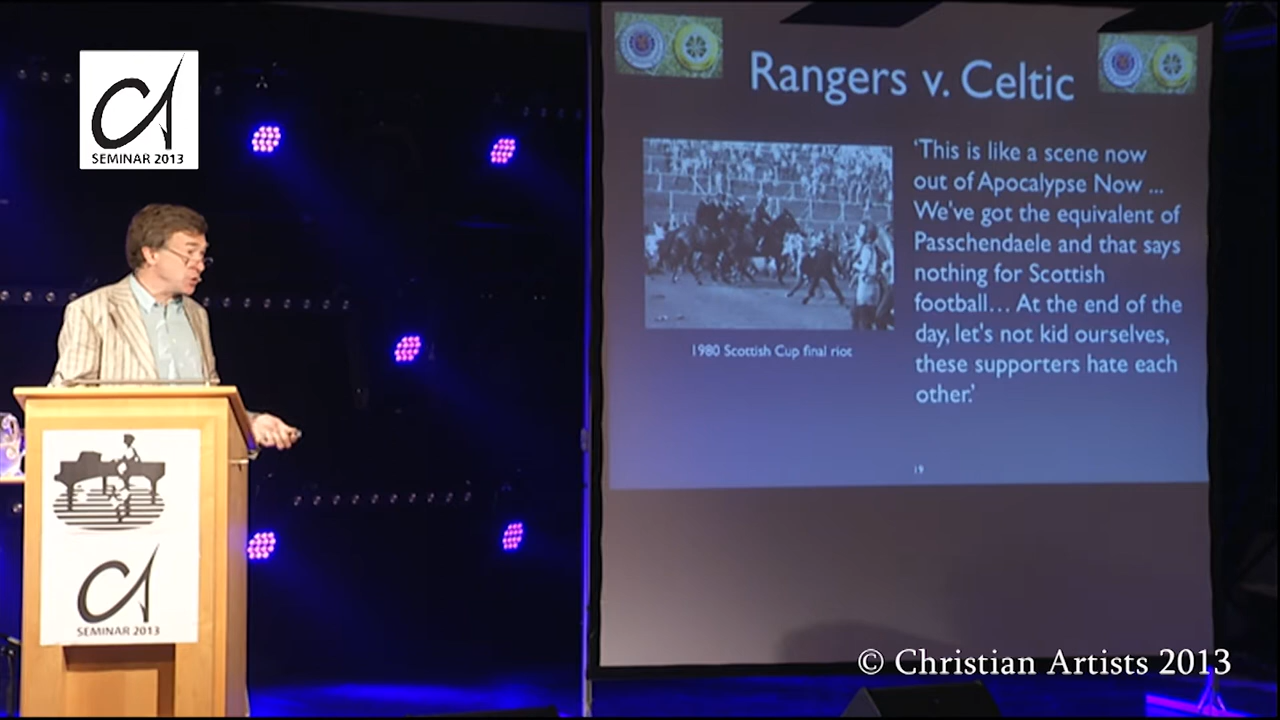 CA
SEMINAR 2013
Rangers v. Celtic
'This is like a scene now
out of Apocalypse Now ...
We've got the equivalent of
Passchendaele and that says
nothing for Scottish
football... At the end of the
day, let's not kid ourselves,
these supporters hate each
other.'
1980 Scottish Cup final riot
19
CA
SEMINAR 2013
© Christian Artists 2013